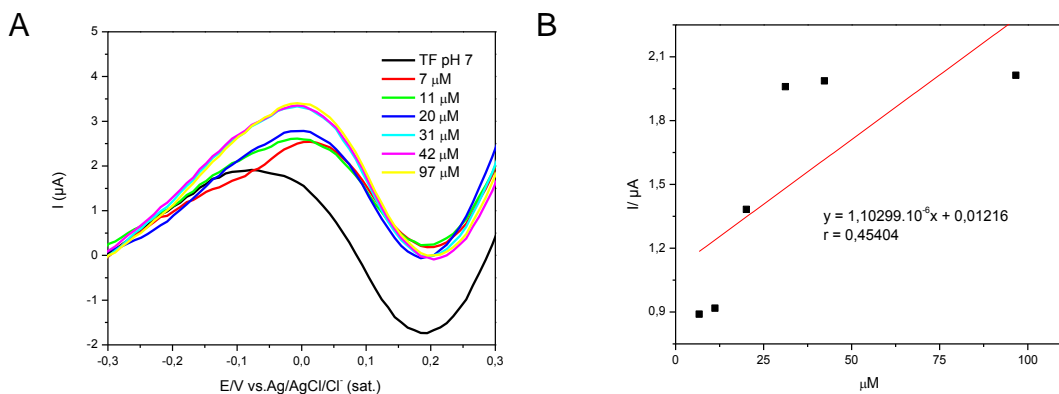 A
5
4
3
2
1
0
-1
-2
I (μA)
-0,3
-0,2
-0,1
0,0
0,1
0,2
0,3
E/V vs.Ag/AgCl/Cl⁻ (sat.)
TF pH 7
7 μM
11 μM
20 μM
31 μM
42 μM
97 μM
B
2,1
1,8
1,5
1,2
0,9
I/ μA
0
25
50
75
100
μM
y = 1,10299.10⁻⁶x + 0,01216
r = 0,45404